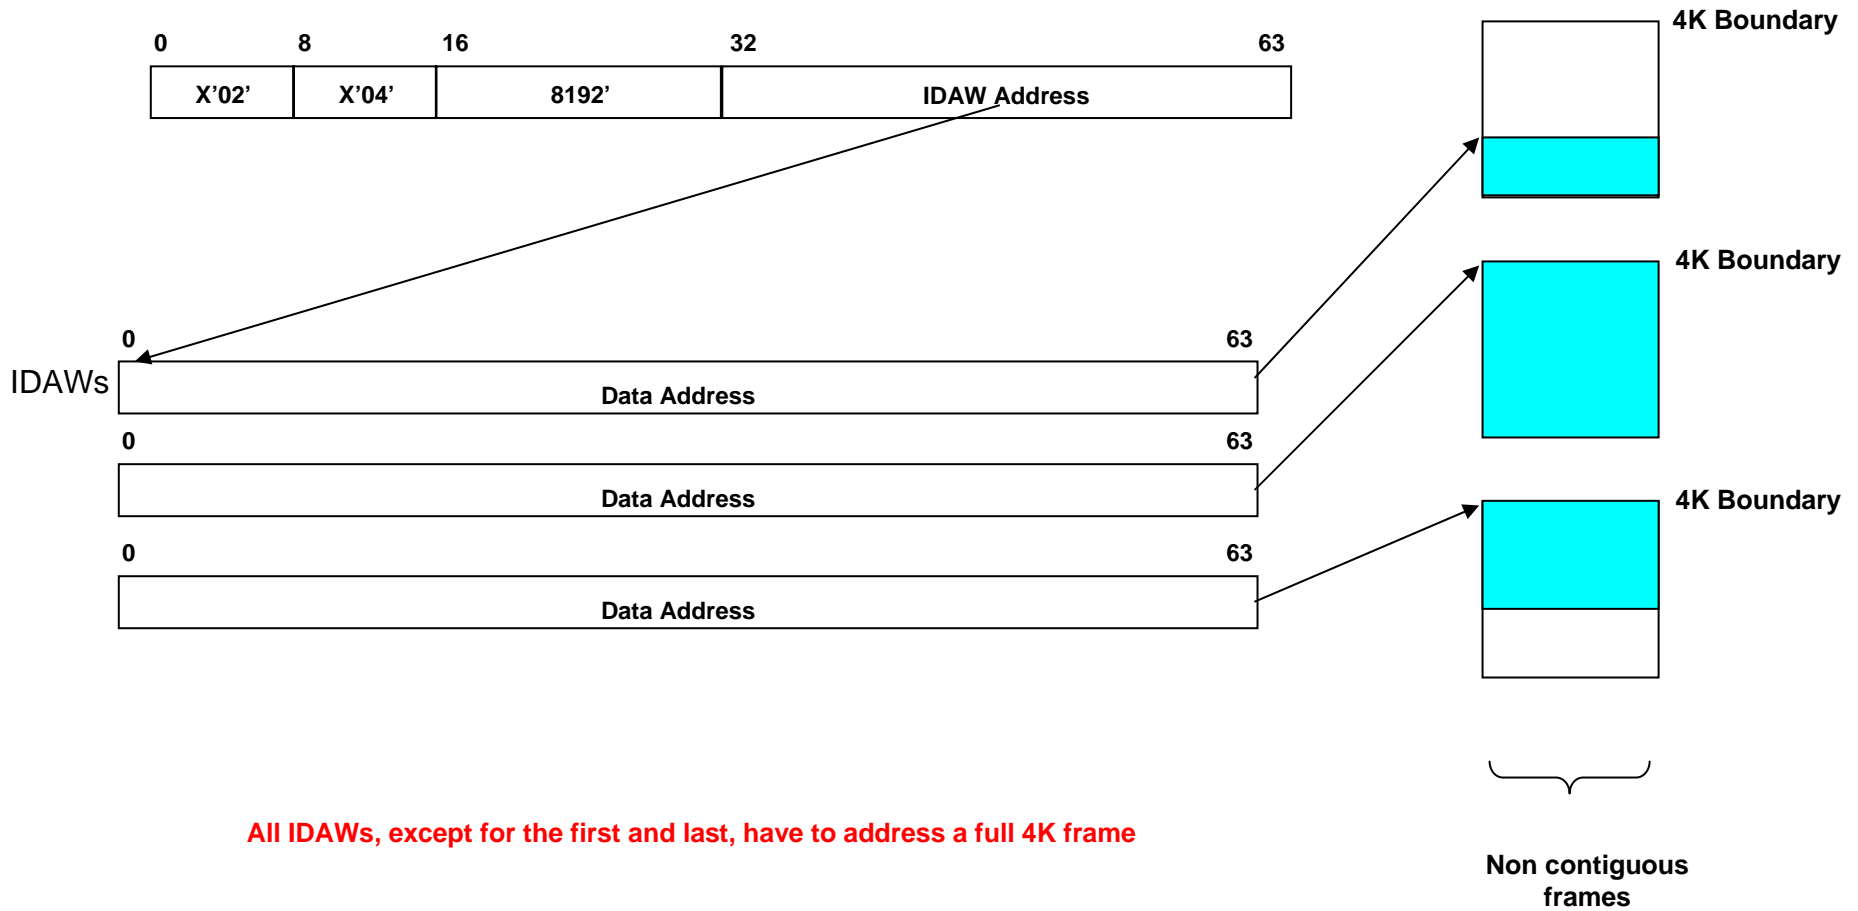 4K Boundary
0 8 16 32 63
X’02’ X’04’ 8192’ IDAW Address
4K Boundary
0 63
IDAWs
Data Address
0 63
Data Address
4K Boundary
0 63
Data Address
All IDAWs, except for the first and last, have to address a full 4K frame
Non contiguous
frames